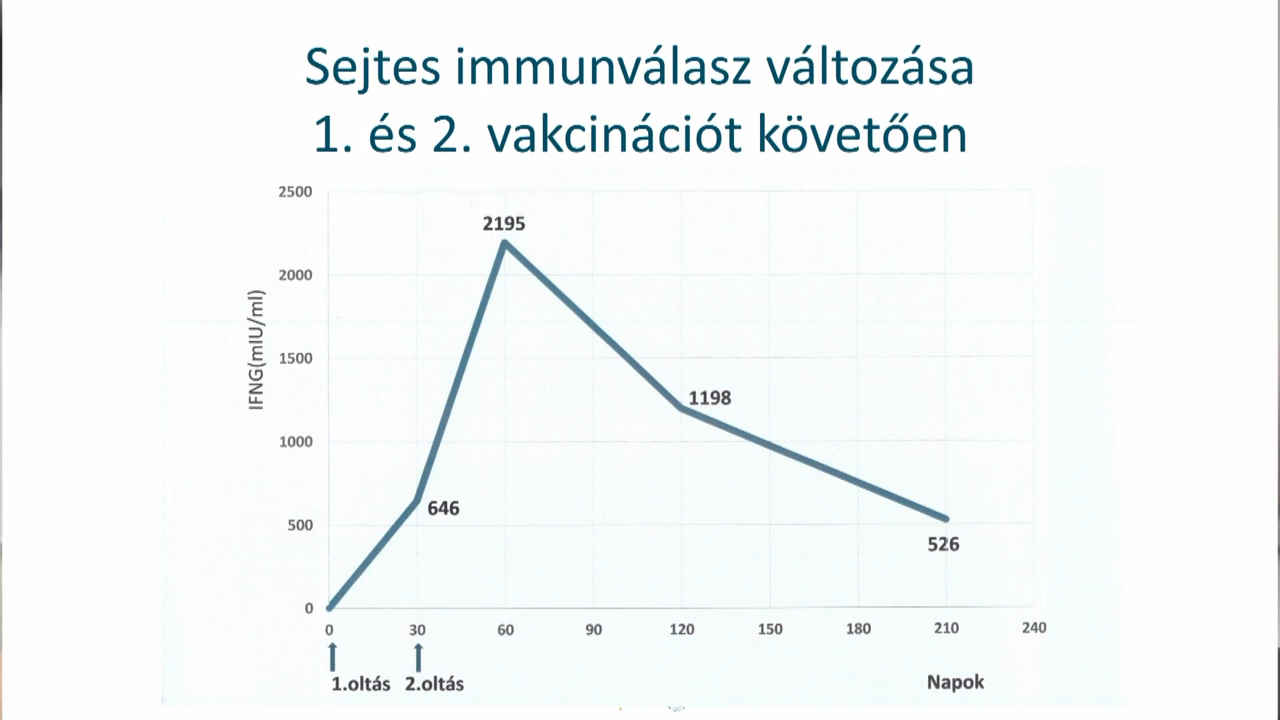 Sejtes immunválasz változása
1. és 2. vakcinációt követően
2500
2195
2000
IFNG(mIU/ml)
1500
1198
1000
646
500
526
0
0 30 60 90 120 150 180 210 240
1.oltás 2.oltás
Napok